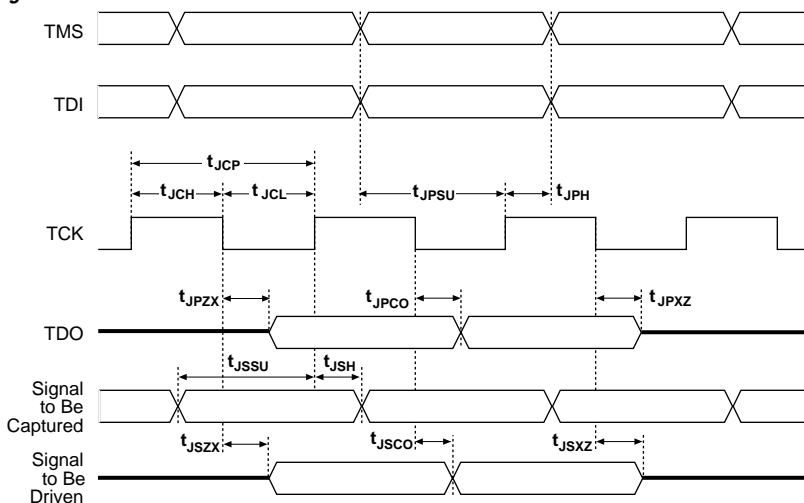 TMS
TDI
tJCP
tJCH
tJCL
tJPSU
tJPH
TCK
tJPZX
tJPCO
tJPXZ
TDO
tJSSU
tJSH
Signal
to Be
Captured
tJSZX
tJSCO
tJSXZ
Signal
to Be
Driven